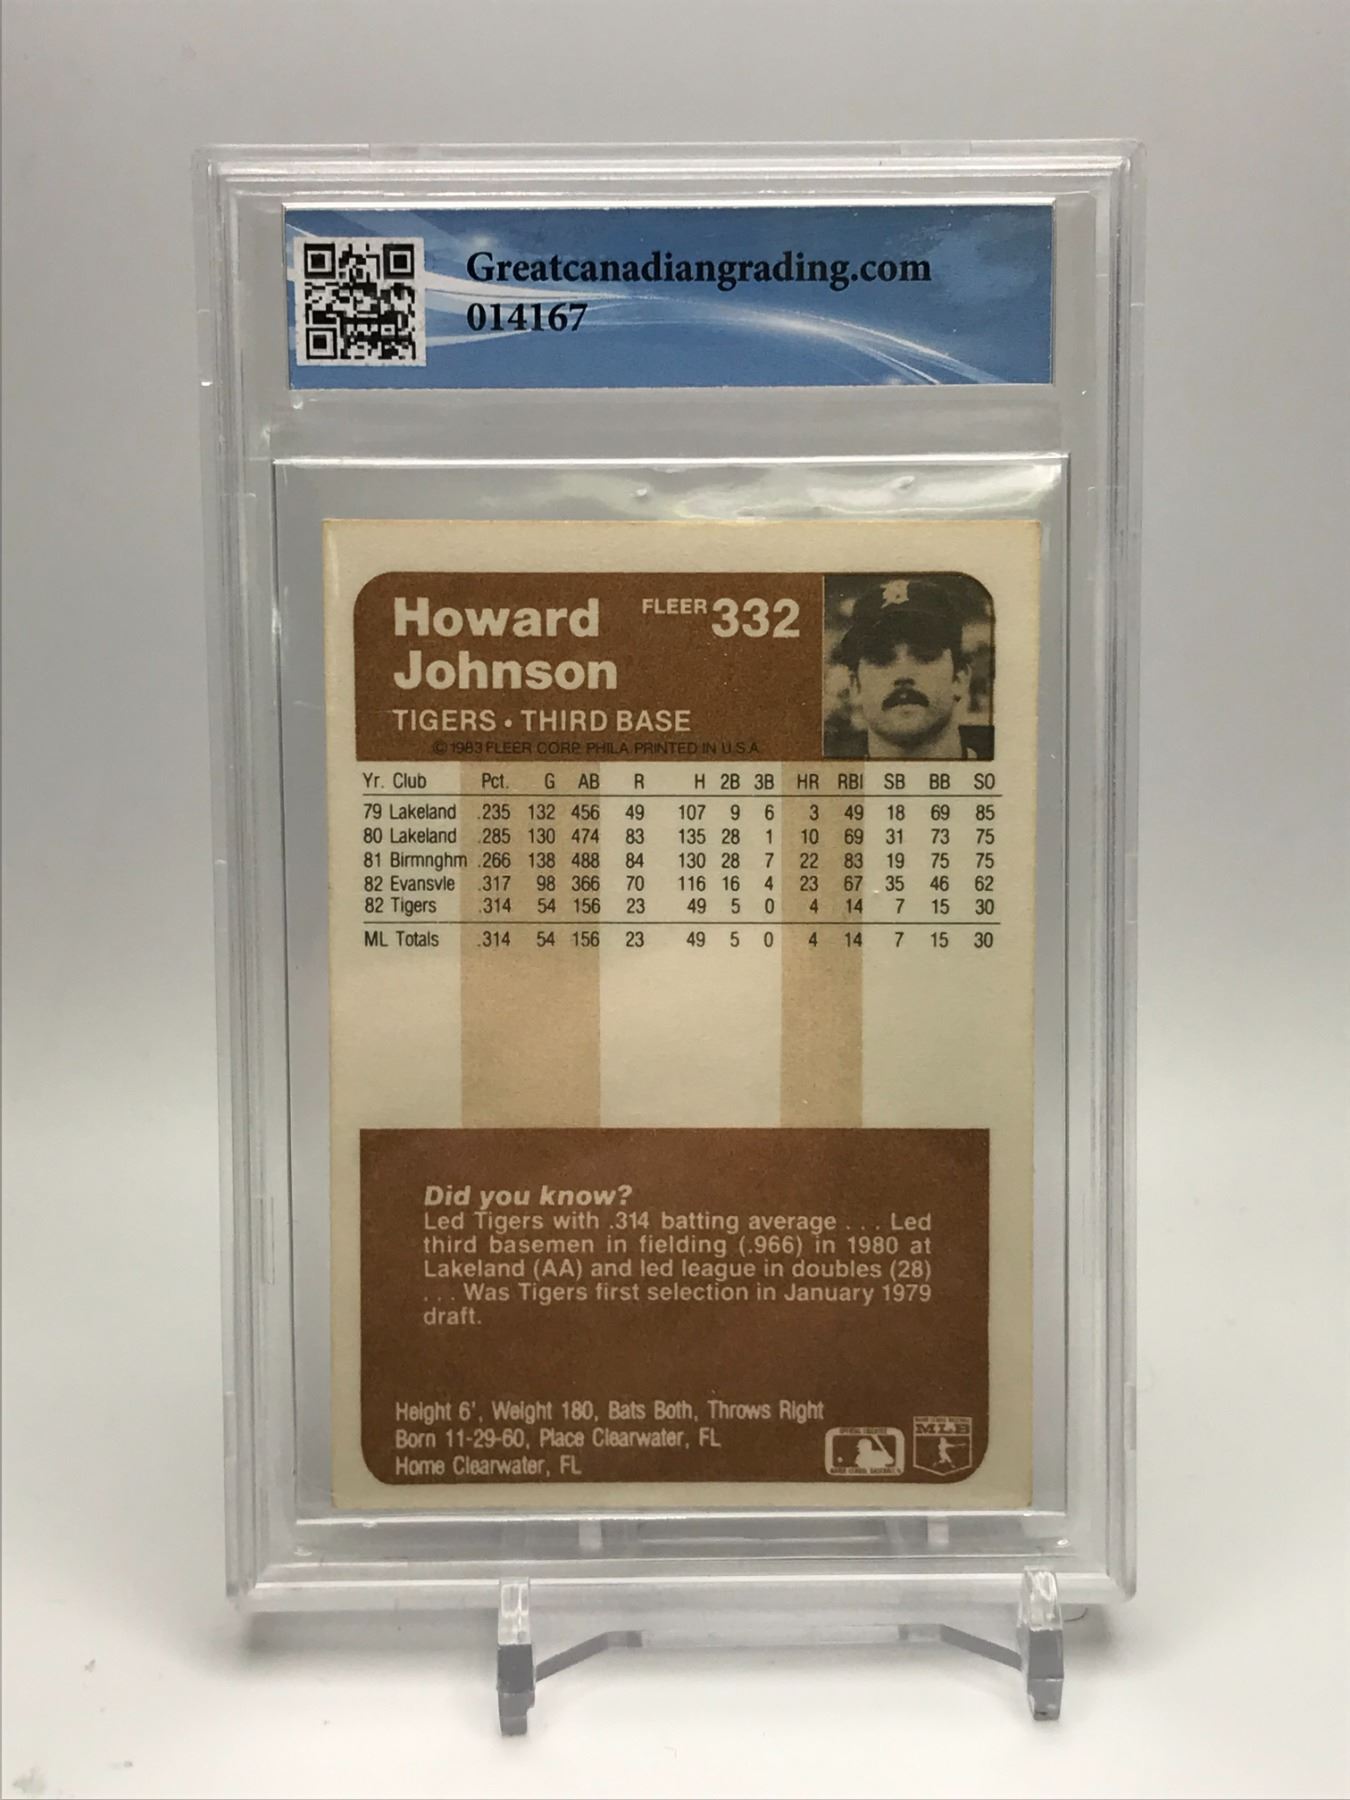 Greatcanadiangrading.com
014167
Howard FLEER 332
Johnson
TIGERS • THIRD BASE
© 1983 FLEER CORP. PHILA. PRINTED IN U.S.A.
Yr. Club Pct. G AB R H 2B 3B HR RBI SB BB SO
79 Lakeland .235 132 456 49 107 9 6 3 49 18 69 85
80 Lakeland .285 130 474 83 135 28 1 10 69 31 73 75
81 Birmnghm .266 138 488 84 130 28 7 22 83 19 75 75
82 Evansvle .317 98 366 70 116 16 4 23 67 35 46 62
82 Tigers .314 54 156 23 49 5 0 4 14 7 15 30
ML Totals .314 54 156 23 49 5 0 4 14 7 15 30
Did you know?
Led Tigers with .314 batting average . . . Led
third basemen in fielding (.966) in 1980 at
Lakeland (AA) and led league in doubles (28)
. . . Was Tigers first selection in January 1979
draft.
Height 6', Weight 180, Bats Both, Throws Right
Born 11-29-60, Place Clearwater, FL
Home Clearwater, FL
MLB